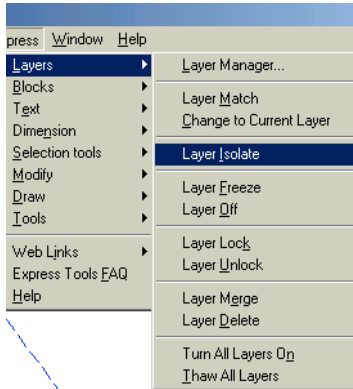 press Window Help
Layers
Blocks
Text
Dimension
Selection tools
Modify
Draw
Tools
Web Links
Express Tools FAQ
Help
Layer Manager...
Layer Match
Change to Current Layer
Layer Isolate
Layer Freeze
Layer Off
Layer Lock
Layer Unlock
Layer Merge
Layer Delete
Turn All Layers On
Thaw All Layers